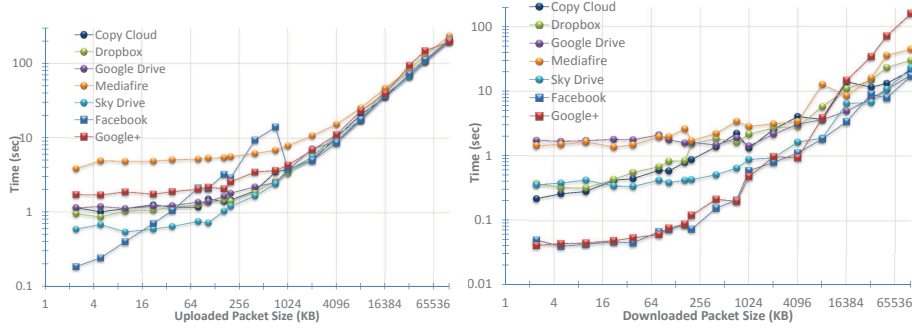 Copy Cloud
Dropbox
Google Drive
Mediafire
Sky Drive
Facebook
Google+
Time (sec)
100
10
1
0.1
1 4 16 64 256 1024 4096 16384 65536
Uploaded Packet Size (KB)
Copy Cloud
Dropbox
Google Drive
Mediafire
Sky Drive
Facebook
Google+
Time (sec)
100
10
1
0.1
0.01
1 4 16 64 256 1024 4096 16384 65536
Downloaded Packet Size (KB)